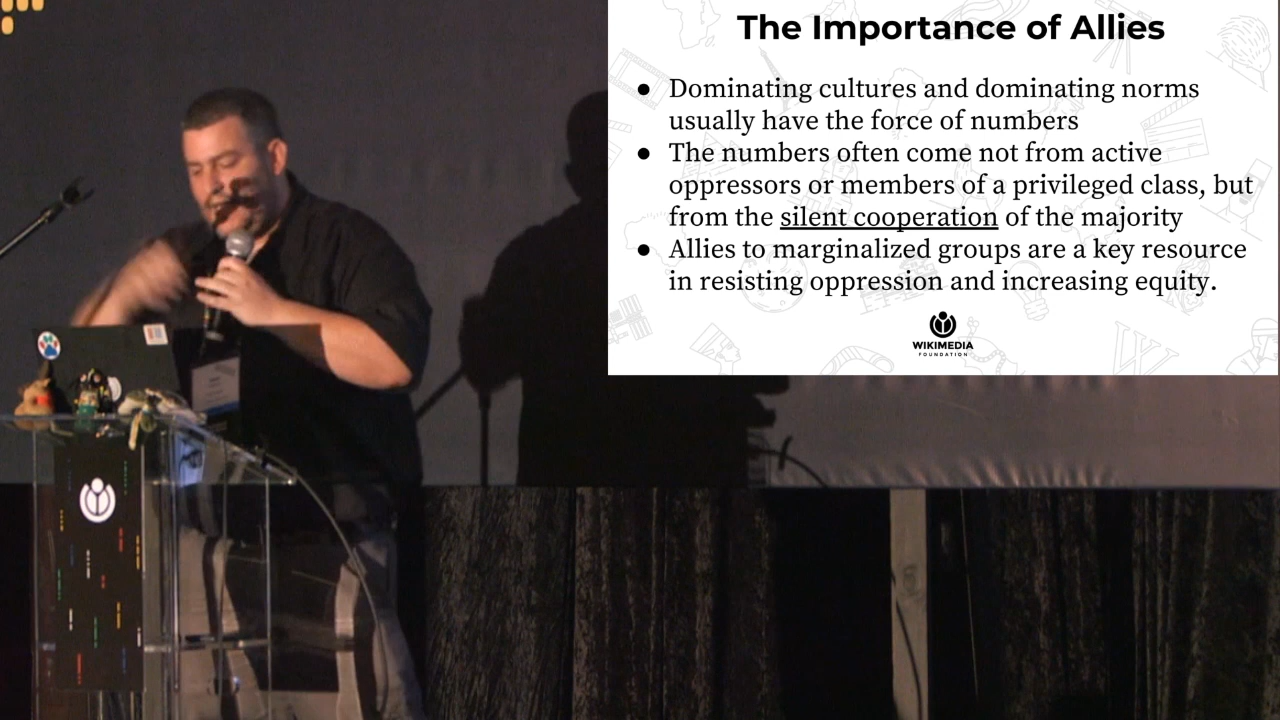 The Importance of Allies
● Dominating cultures and dominating norms
usually have the force of numbers
● The numbers often come not from active
oppressors or members of a privileged class, but
from the silent cooperation of the majority
● Allies to marginalized groups are a key resource
in resisting oppression and increasing equity.
WIKIMEDIA
FOUNDATION